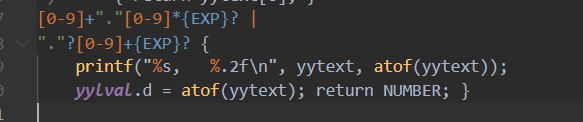 [0-9]+"."[0-9]*{EXP}? |
"."?[0-9]+{EXP}? {
printf("%s,   %.2f\n", yytext, atof(yytext));
yylval.d = atof(yytext); return NUMBER; }